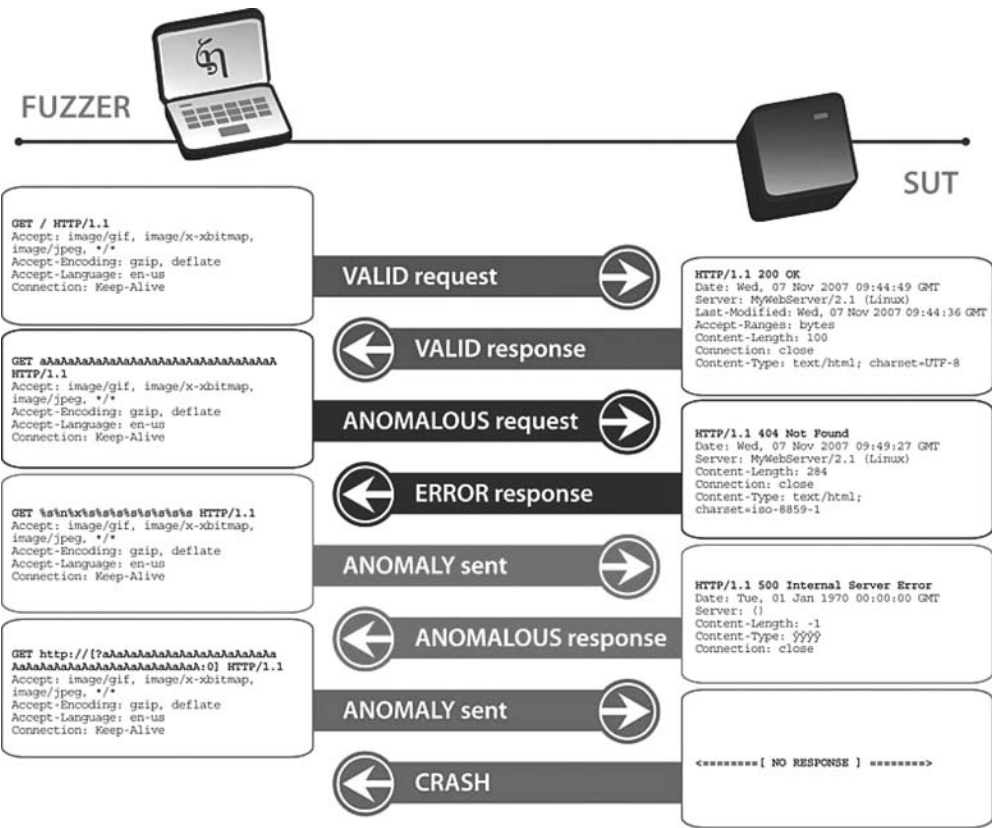 FUZZER
SUT
GET / HTTP/1.1
Accept: image/gif, image/x-xbitmap,
image/jpeg, */*
Accept-Encoding: gzip, deflate
Accept-Language: en-us
Connection: Keep-Alive
VALID request
HTTP/1.1 200 OK
Date: Wed, 07 Nov 2007 09:44:49 GMT
Server: MyWebServer/2.1 (Linux)
Last-Modified: Wed, 07 Nov 2007 09:44:36 GMT
Accept-Ranges: bytes
Content-Length: 100
Connection: close
Content-Type: text/html; charset=UTF-8
VALID response
GET aAaAaAaAaAaAaAaAaAaAaAaAaAaAaAaAaA
HTTP/1.1
Accept: image/gif, image/x-xbitmap,
image/jpeg, */*
Accept-Encoding: gzip, deflate
Accept-Language: en-us
Connection: Keep-Alive
ANOMALOUS request
HTTP/1.1 404 Not Found
Date: Wed, 07 Nov 2007 09:49:27 GMT
Server: MyWebServer/2.1 (Linux)
Content-Length: 284
Connection: close
Content-Type: text/html;
charset=iso-8859-1
ERROR response
GET %s%n%x%s%s%s%s%s%s%s%s HTTP/1.1
Accept: image/gif, image/x-xbitmap,
image/jpeg, */*
Accept-Encoding: gzip, deflate
Accept-Language: en-us
Connection: Keep-Alive
ANOMALY sent
HTTP/1.1 500 Internal Server Error
Date: Tue, 01 Jan 1970 00:00:00 GMT
Server: ()
Content-Length: -1
Content-Type: ÿÿÿÿ
Connection: close
ANOMALOUS response
GET http://[?aAaAaAaAaAaAaAaAaAaAaAaAa
AaAaAaAaAaAaAaAaAaAaAaAaAaA:0] HTTP/1.1
Accept: image/gif, image/x-xbitmap,
image/jpeg, */*
Accept-Encoding: gzip, deflate
Accept-Language: en-us
Connection: Keep-Alive
ANOMALY sent
<========[ NO RESPONSE ] ========>
CRASH